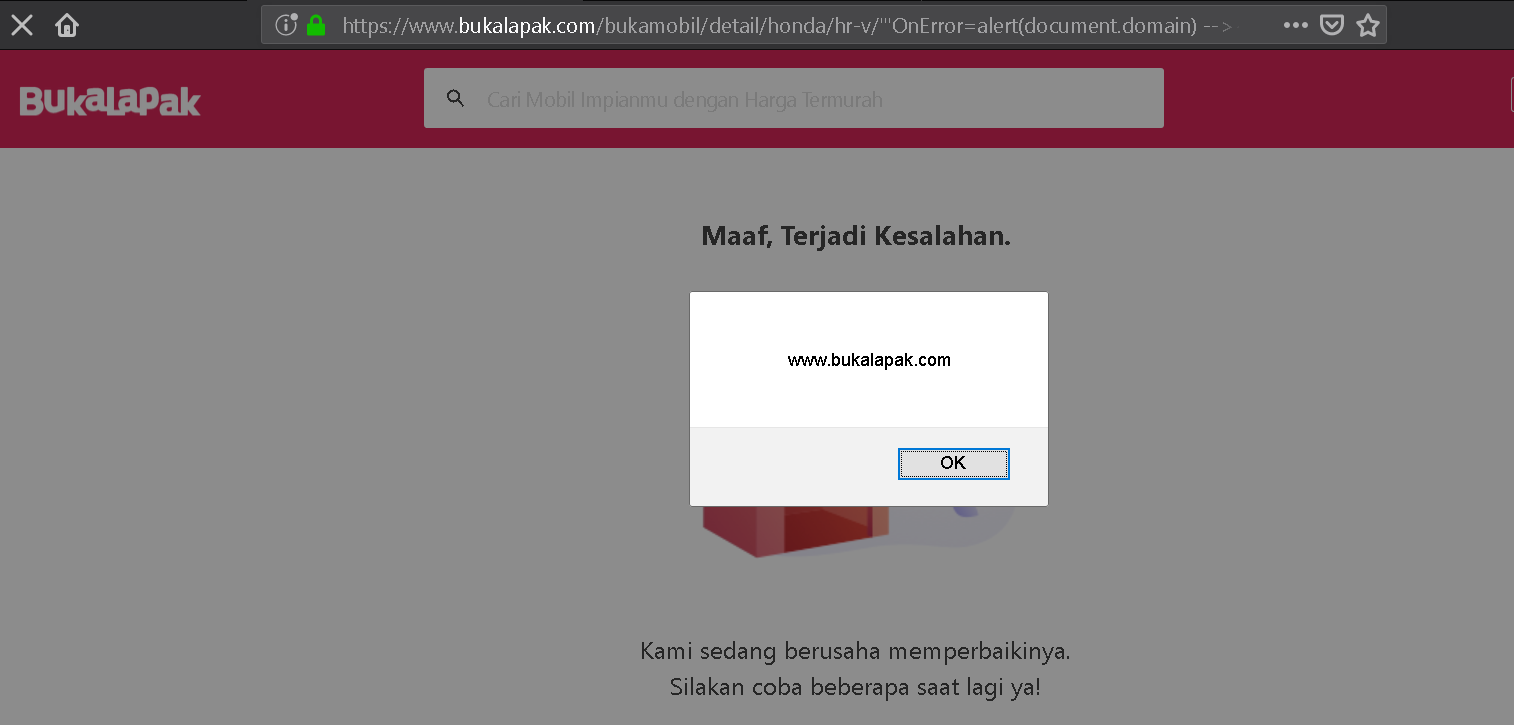 https://www.bukalapak.com/bukamobil/detail/honda/hr-v/'"'OnError=alert(document.domain) -->
Bukalapak
Cari Mobil Impianmu dengan Harga Termurah
Maaf, Terjadi Kesalahan.
www.bukalapak.com
OK
Kami sedang berusaha memperbaikinya.
Silakan coba beberapa saat lagi ya!